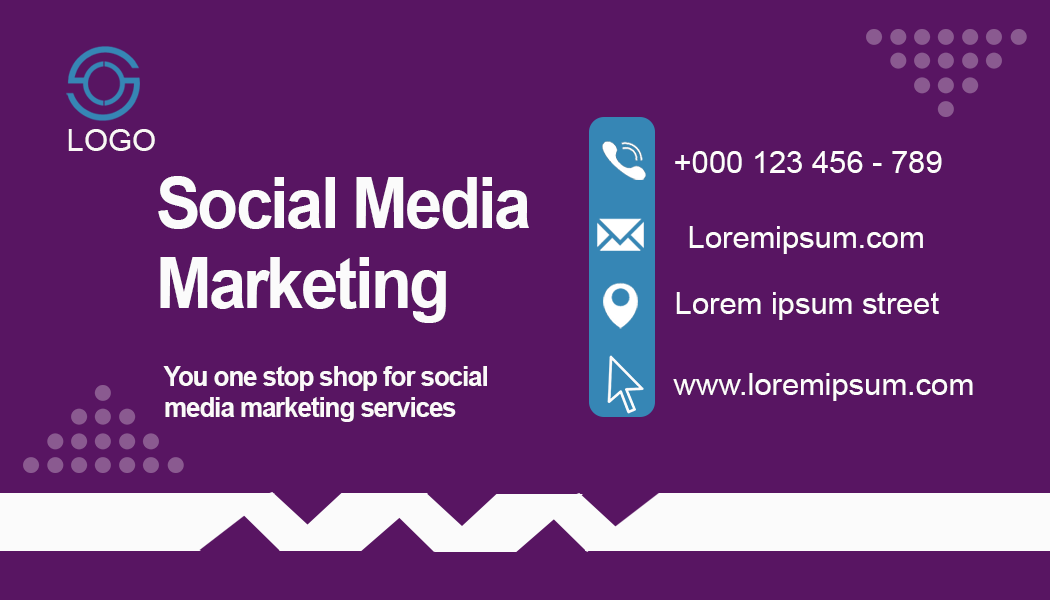 LOGO
Social Media
Marketing
You one stop shop for social
media marketing services
+000 123 456 - 789
Loremipsum.com
Lorem ipsum street
www.loremipsum.com